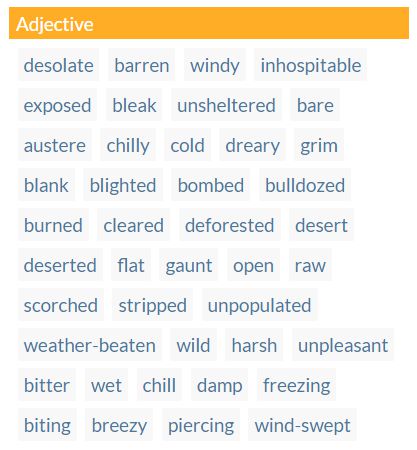 Adjective
desolate barren windy inhospitable
exposed bleak unsheltered bare
austere chilly cold dreary grim
blank blighted bombed bulldozed
burned cleared deforested desert
deserted flat gaunt open raw
scorched stripped unpopulated
weather-beaten wild harsh unpleasant
bitter wet chill damp freezing
biting breezy piercing wind-swept